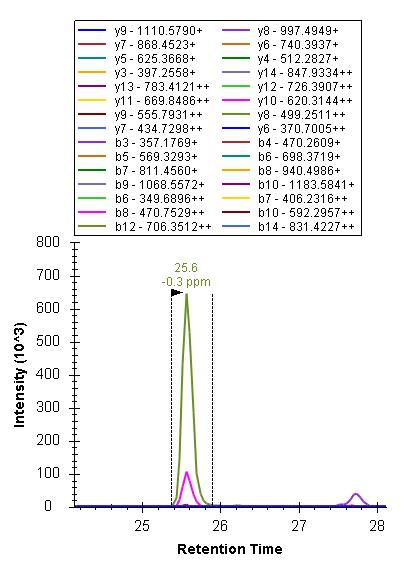 y9 - 1110.5790+ y8 - 997.4949+
y7 - 868.4523+ y6 - 740.3937+
y5 - 625.3668+ y4 - 512.2827+
y3 - 397.2558+ y14 - 847.9334++
y13 - 783.4121++ y12 - 726.3907++
y11 - 669.8486++ y10 - 620.3144++
y9 - 555.7931++ y8 - 499.2511++
y7 - 434.7298++ y6 - 370.7005++
b3 - 357.1769+ b4 - 470.2609+
b5 - 569.3293+ b6 - 698.3719+
b7 - 811.4560+ b8 - 940.4986+
b9 - 1068.5572+ b10 - 1183.5841+
b6 - 349.6896++ b7 - 406.2316++
b8 - 470.7529++ b10 - 592.2957++
b12 - 706.3512++ b14 - 831.4227++
800
700
600
500
400
300
200
100
0
Intensity (10^3)
25.6
-0.3 ppm
25 26 27 28
Retention Time